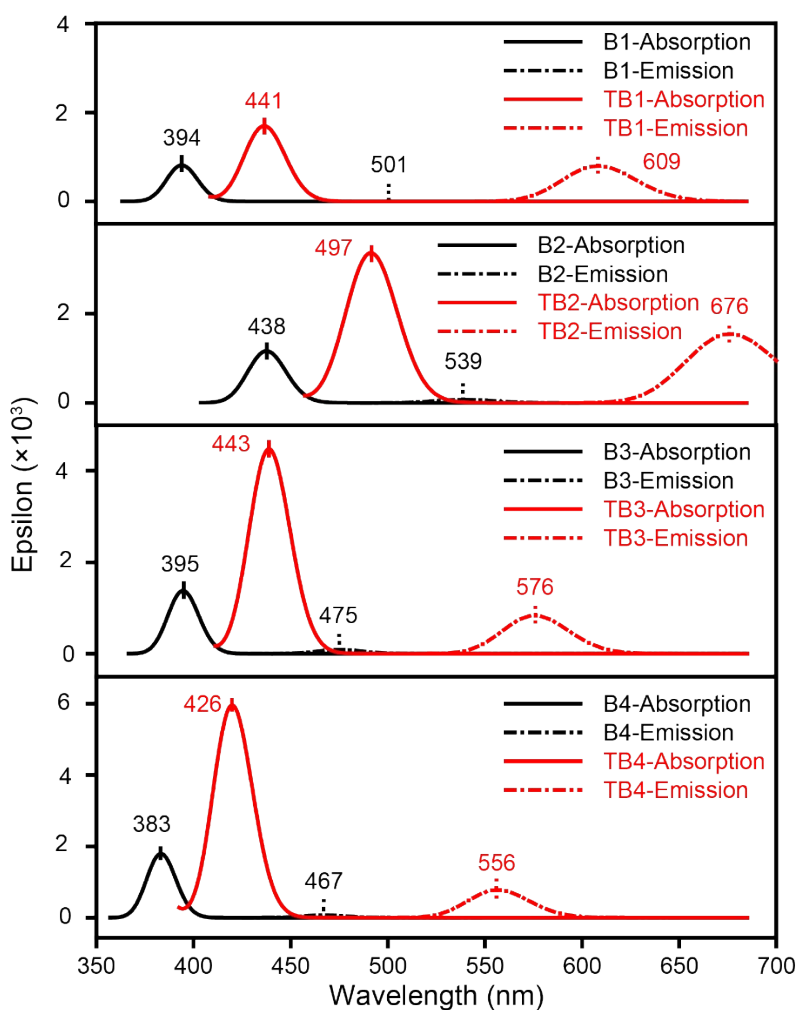 4
2
0
394
441
501
609
B1-Absorption
B1-Emission
TB1-Absorption
TB1-Emission
2
0
438
497
539
676
B2-Absorption
B2-Emission
TB2-Absorption
TB2-Emission
4
2
0
395
443
475
576
B3-Absorption
B3-Emission
TB3-Absorption
TB3-Emission
6
4
2
0
383
426
467
556
B4-Absorption
B4-Emission
TB4-Absorption
TB4-Emission
Epsilon (×10³)
350 400 450 500 550 600 650 700
Wavelength (nm)